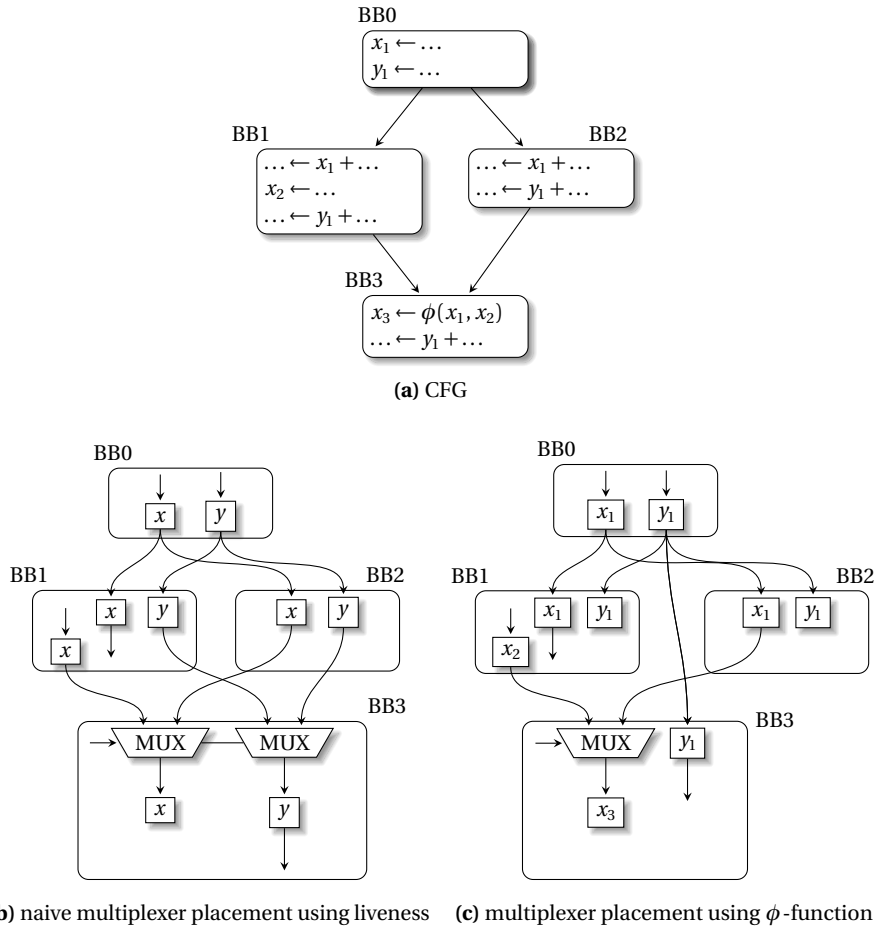 BB0
x₁ ← …
y₁ ← …
BB1
… ← x₁ + …
x₂ ← …
… ← y₁ + …
BB2
… ← x₁ + …
… ← y₁ + …
BB3
x₃ ← ϕ(x₁, x₂)
… ← y₁ + …
(a) CFG
BB0
x y
BB1
x y
x
BB2
x y
BB3
MUX MUX
x y
) naive multiplexer placement using liveness
BB0
x₁ y₁
BB1
x₁ y₁
x₂
BB2
x₁ y₁
BB3
MUX y₁
x₃
(c) multiplexer placement using ϕ-function